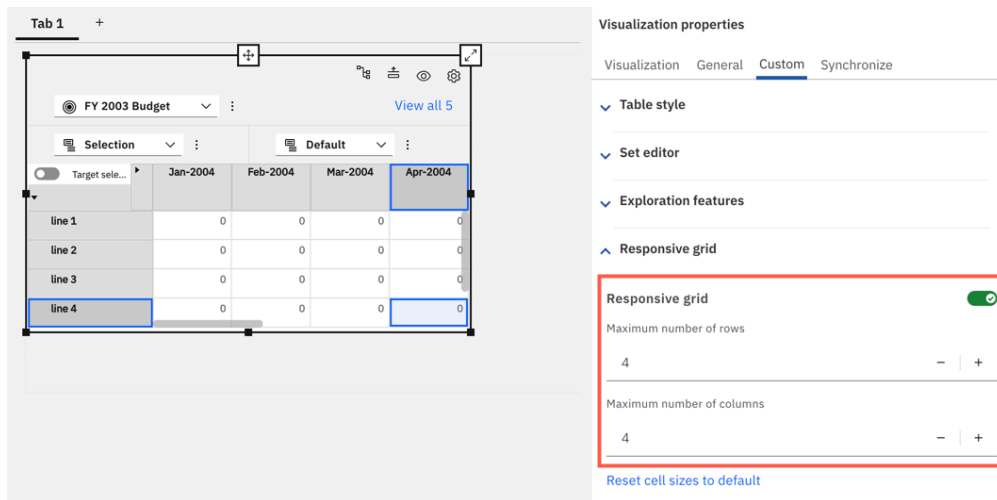 Tab 1 +
FY 2003 Budget
View all 5
Selection
Default
Target sele...
Jan-2004 Feb-2004 Mar-2004 Apr-2004
line 1 0 0 0 0
line 2 0 0 0 0
line 3 0 0 0 0
line 4 0 0 0 0
Visualization properties
Visualization General Custom Synchronize
Table style
Set editor
Exploration features
Responsive grid
Responsive grid
Maximum number of rows
4 − +
Maximum number of columns
4 − +
Reset cell sizes to default